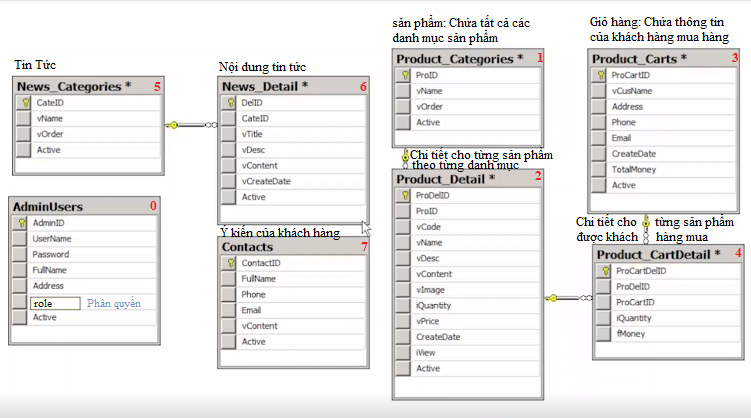 Tin Tức
News_Categories * 5
CateID
vName
vOrder
Active
AdminUsers 0
AdminID
UserName
Password
FullName
Address
role Phân quyền
Active
Nội dung tin tức
News_Detail * 6
DelID
CateID
vTitle
vDesc
vContent
vCreateDate
Active
Ý kiến của khách hàng
Contacts 7
ContactID
FullName
Phone
Email
vContent
Active
sản phẩm: Chứa tất cả các
danh mục sản phẩm
Product_Categories * 1
ProID
vName
vOrder
Active
Chi tiết cho từng sản phẩm
theo từng danh mục
Product_Detail * 2
ProDelID
ProID
vCode
vName
vDesc
vContent
vImage
iQuantity
vPrice
CreateDate
iView
Active
Giỏ hàng: Chứa thông tin
của khách hàng mua hàng
Product_Carts * 3
ProCartID
vCusName
Address
Phone
Email
CreateDate
TotalMoney
Active
Chi tiết cho từng sản phẩm
được khách hàng mua
Product_CartDetail * 4
ProCartDelID
ProDelID
ProCartID
iQuantity
fMoney